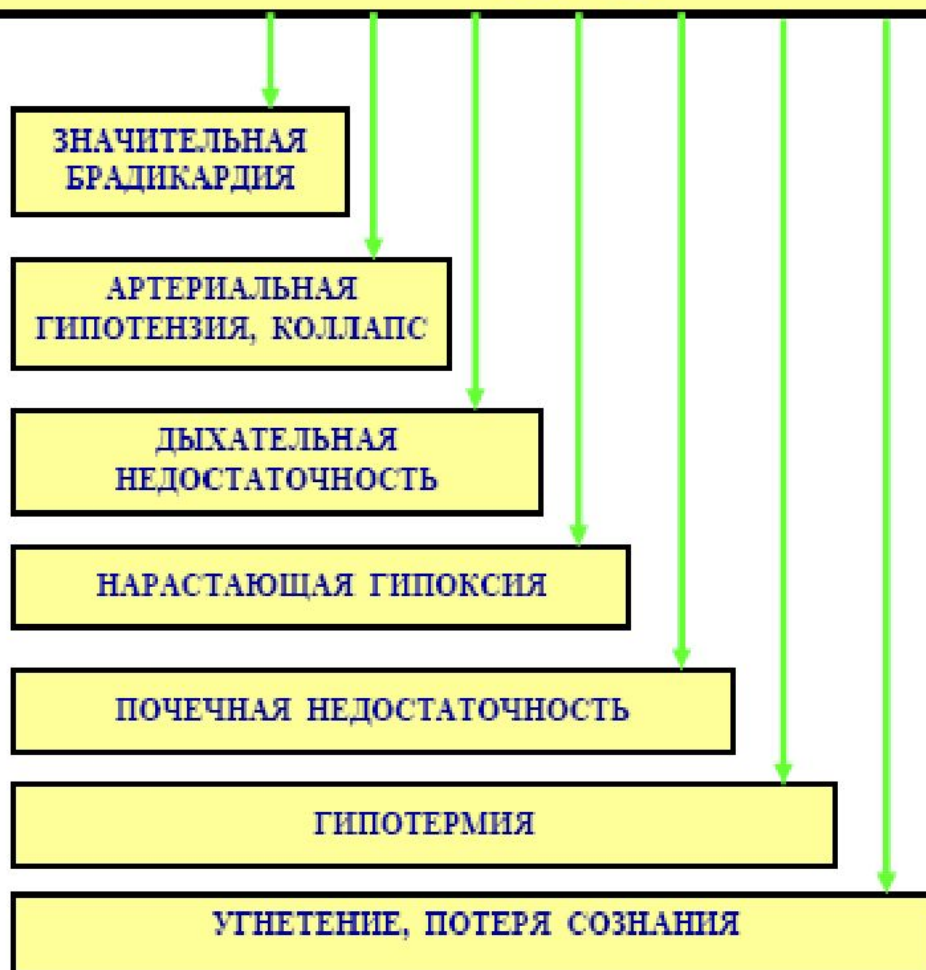 ЗНАЧИТЕЛЬНАЯ
БРАДИКАРДИЯ
АРТЕРИАЛЬНАЯ
ГИПОТЕНЗИЯ, КОЛЛАПС
ДЫХАТЕЛЬНАЯ
НЕДОСТАТОЧНОСТЬ
НАРАСТАЮЩАЯ ГИПОКСИЯ
ПОЧЕЧНАЯ НЕДОСТАТОЧНОСТЬ
ГИПОТЕРМИЯ
УГНЕТЕНИЕ, ПОТЕРЯ СОЗНАНИЯ